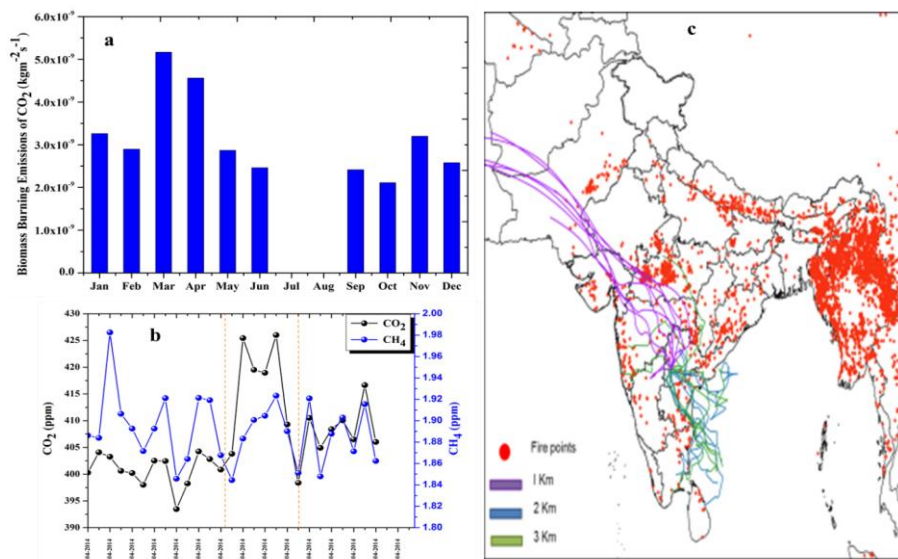 a
Biomass Burning Emissions of CO2 (kgm-2s-1)
6.0x10-9
5.0x10-9
4.0x10-9
3.0x10-9
2.0x10-9
1.0x10-9
0.0
Jan Feb Mar Apr May Jun Jul Aug Sep Oct Nov Dec
b
CO2
CH4
CO2 (ppm)
430
425
420
415
410
405
400
395
390
CH4 (ppm)
2.00
1.98
1.96
1.94
1.92
1.90
1.88
1.86
1.84
1.82
1.80
c
Fire points
1 Km
2 Km
3 Km